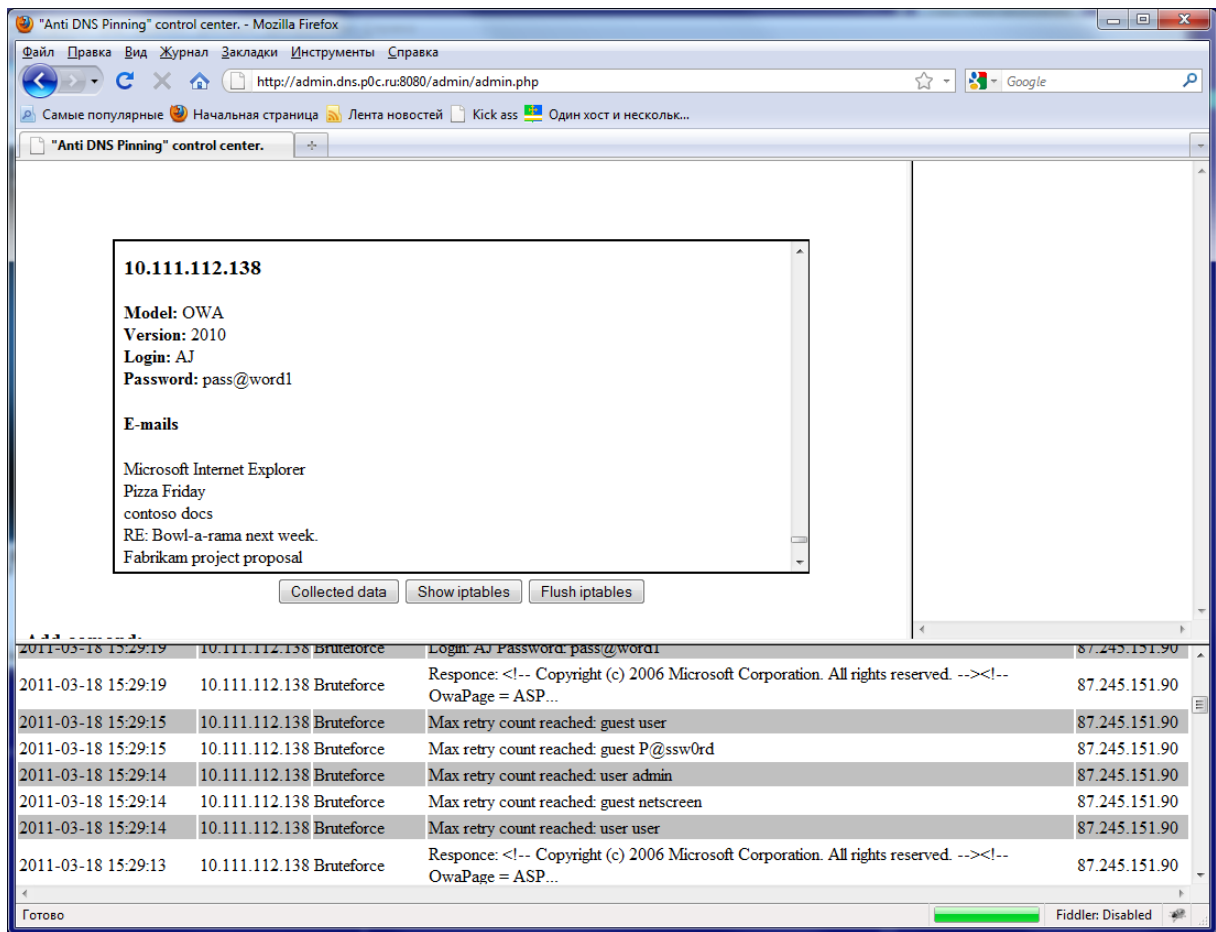 "Anti DNS Pinning" control center. - Mozilla Firefox
Файл Правка Вид Журнал Закладки Инструменты Справка
http://admin.dns.p0c.ru:8080/admin/admin.php Google
Самые популярные Начальная страница Лента новостей Kick ass Один хост и нескольк...
"Anti DNS Pinning" control center.
10.111.112.138
Model: OWA
Version: 2010
Login: AJ
Password: pass@word1
E-mails
Microsoft Internet Explorer
Pizza Friday
contoso docs
RE: Bowl-a-rama next week.
Fabrikam project proposal
Collected data Show iptables Flush iptables
Add comand:
2011-03-18 15:29:19 10.111.112.138 Bruteforce Login: AJ Password: pass@word1 87.245.151.90
2011-03-18 15:29:19 10.111.112.138 Bruteforce Responce: <!-- Copyright (c) 2006 Microsoft Corporation. All rights reserved. --><!--
OwaPage = ASP... 87.245.151.90
2011-03-18 15:29:15 10.111.112.138 Bruteforce Max retry count reached: guest user 87.245.151.90
2011-03-18 15:29:15 10.111.112.138 Bruteforce Max retry count reached: guest P@ssw0rd 87.245.151.90
2011-03-18 15:29:14 10.111.112.138 Bruteforce Max retry count reached: user admin 87.245.151.90
2011-03-18 15:29:14 10.111.112.138 Bruteforce Max retry count reached: guest netscreen 87.245.151.90
2011-03-18 15:29:14 10.111.112.138 Bruteforce Max retry count reached: user user 87.245.151.90
2011-03-18 15:29:13 10.111.112.138 Bruteforce Responce: <!-- Copyright (c) 2006 Microsoft Corporation. All rights reserved. --><!--
OwaPage = ASP... 87.245.151.90
Готово Fiddler: Disabled